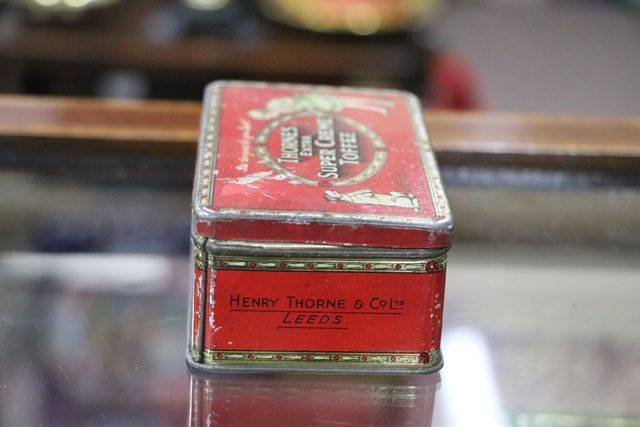 THORNE'S
EXTRA
SUPER CREME
TOFFEE
HENRY THORNE & CO LTD
LEEDS.